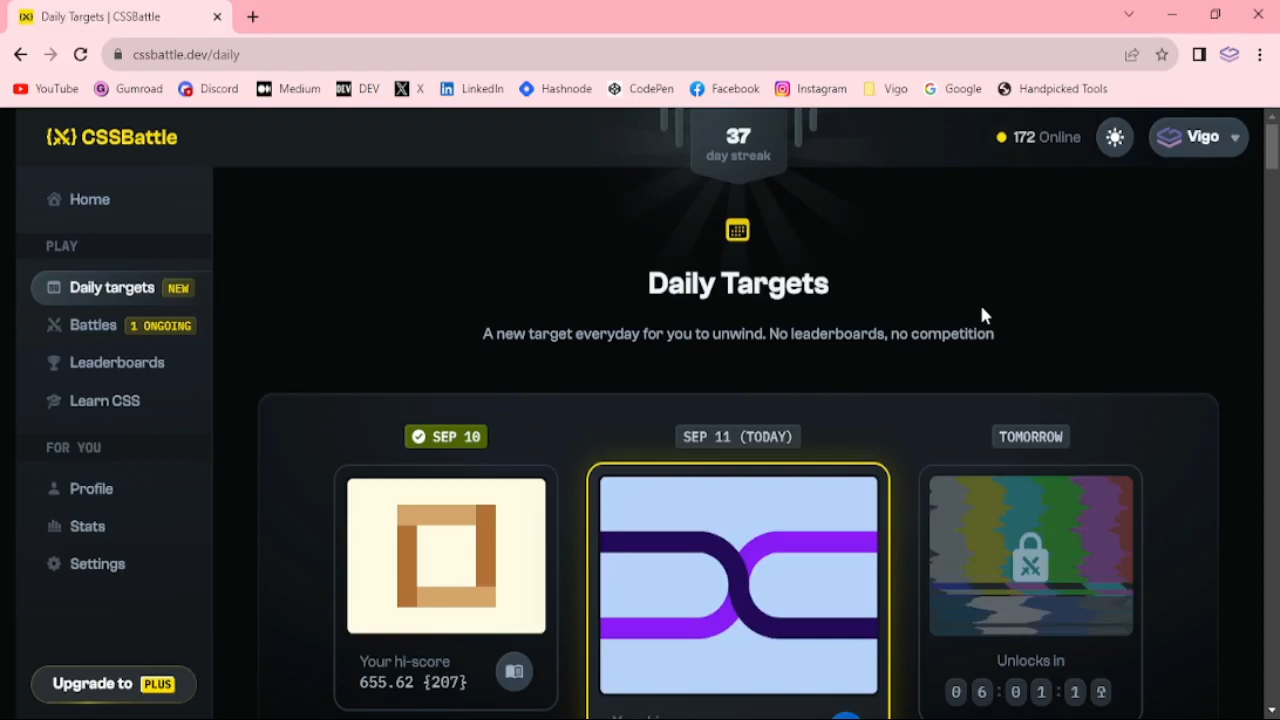 Daily Targets | CSSBattle
cssbattle.dev/daily
YouTube Gumroad Discord Medium DEV X LinkedIn Hashnode CodePen Facebook Instagram Vigo Google Handpicked Tools
{X} CSSBattle
37
day streak
172 Online
Vigo
Home
PLAY
Daily targets NEW
Battles 1 ONGOING
Leaderboards
Learn CSS
FOR YOU
Profile
Stats
Settings
Upgrade to PLUS
Daily Targets
A new target everyday for you to unwind. No leaderboards, no competition
SEP 10
SEP 11 (TODAY)
TOMORROW
Your hi-score
655.62 {207}
Unlocks in
06:01:1